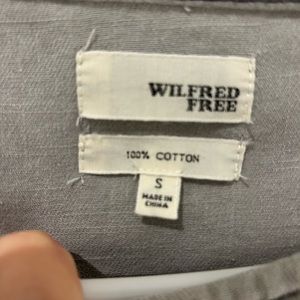 WILFRED
FREE
100% COTTON
S
MADE IN
CHINA